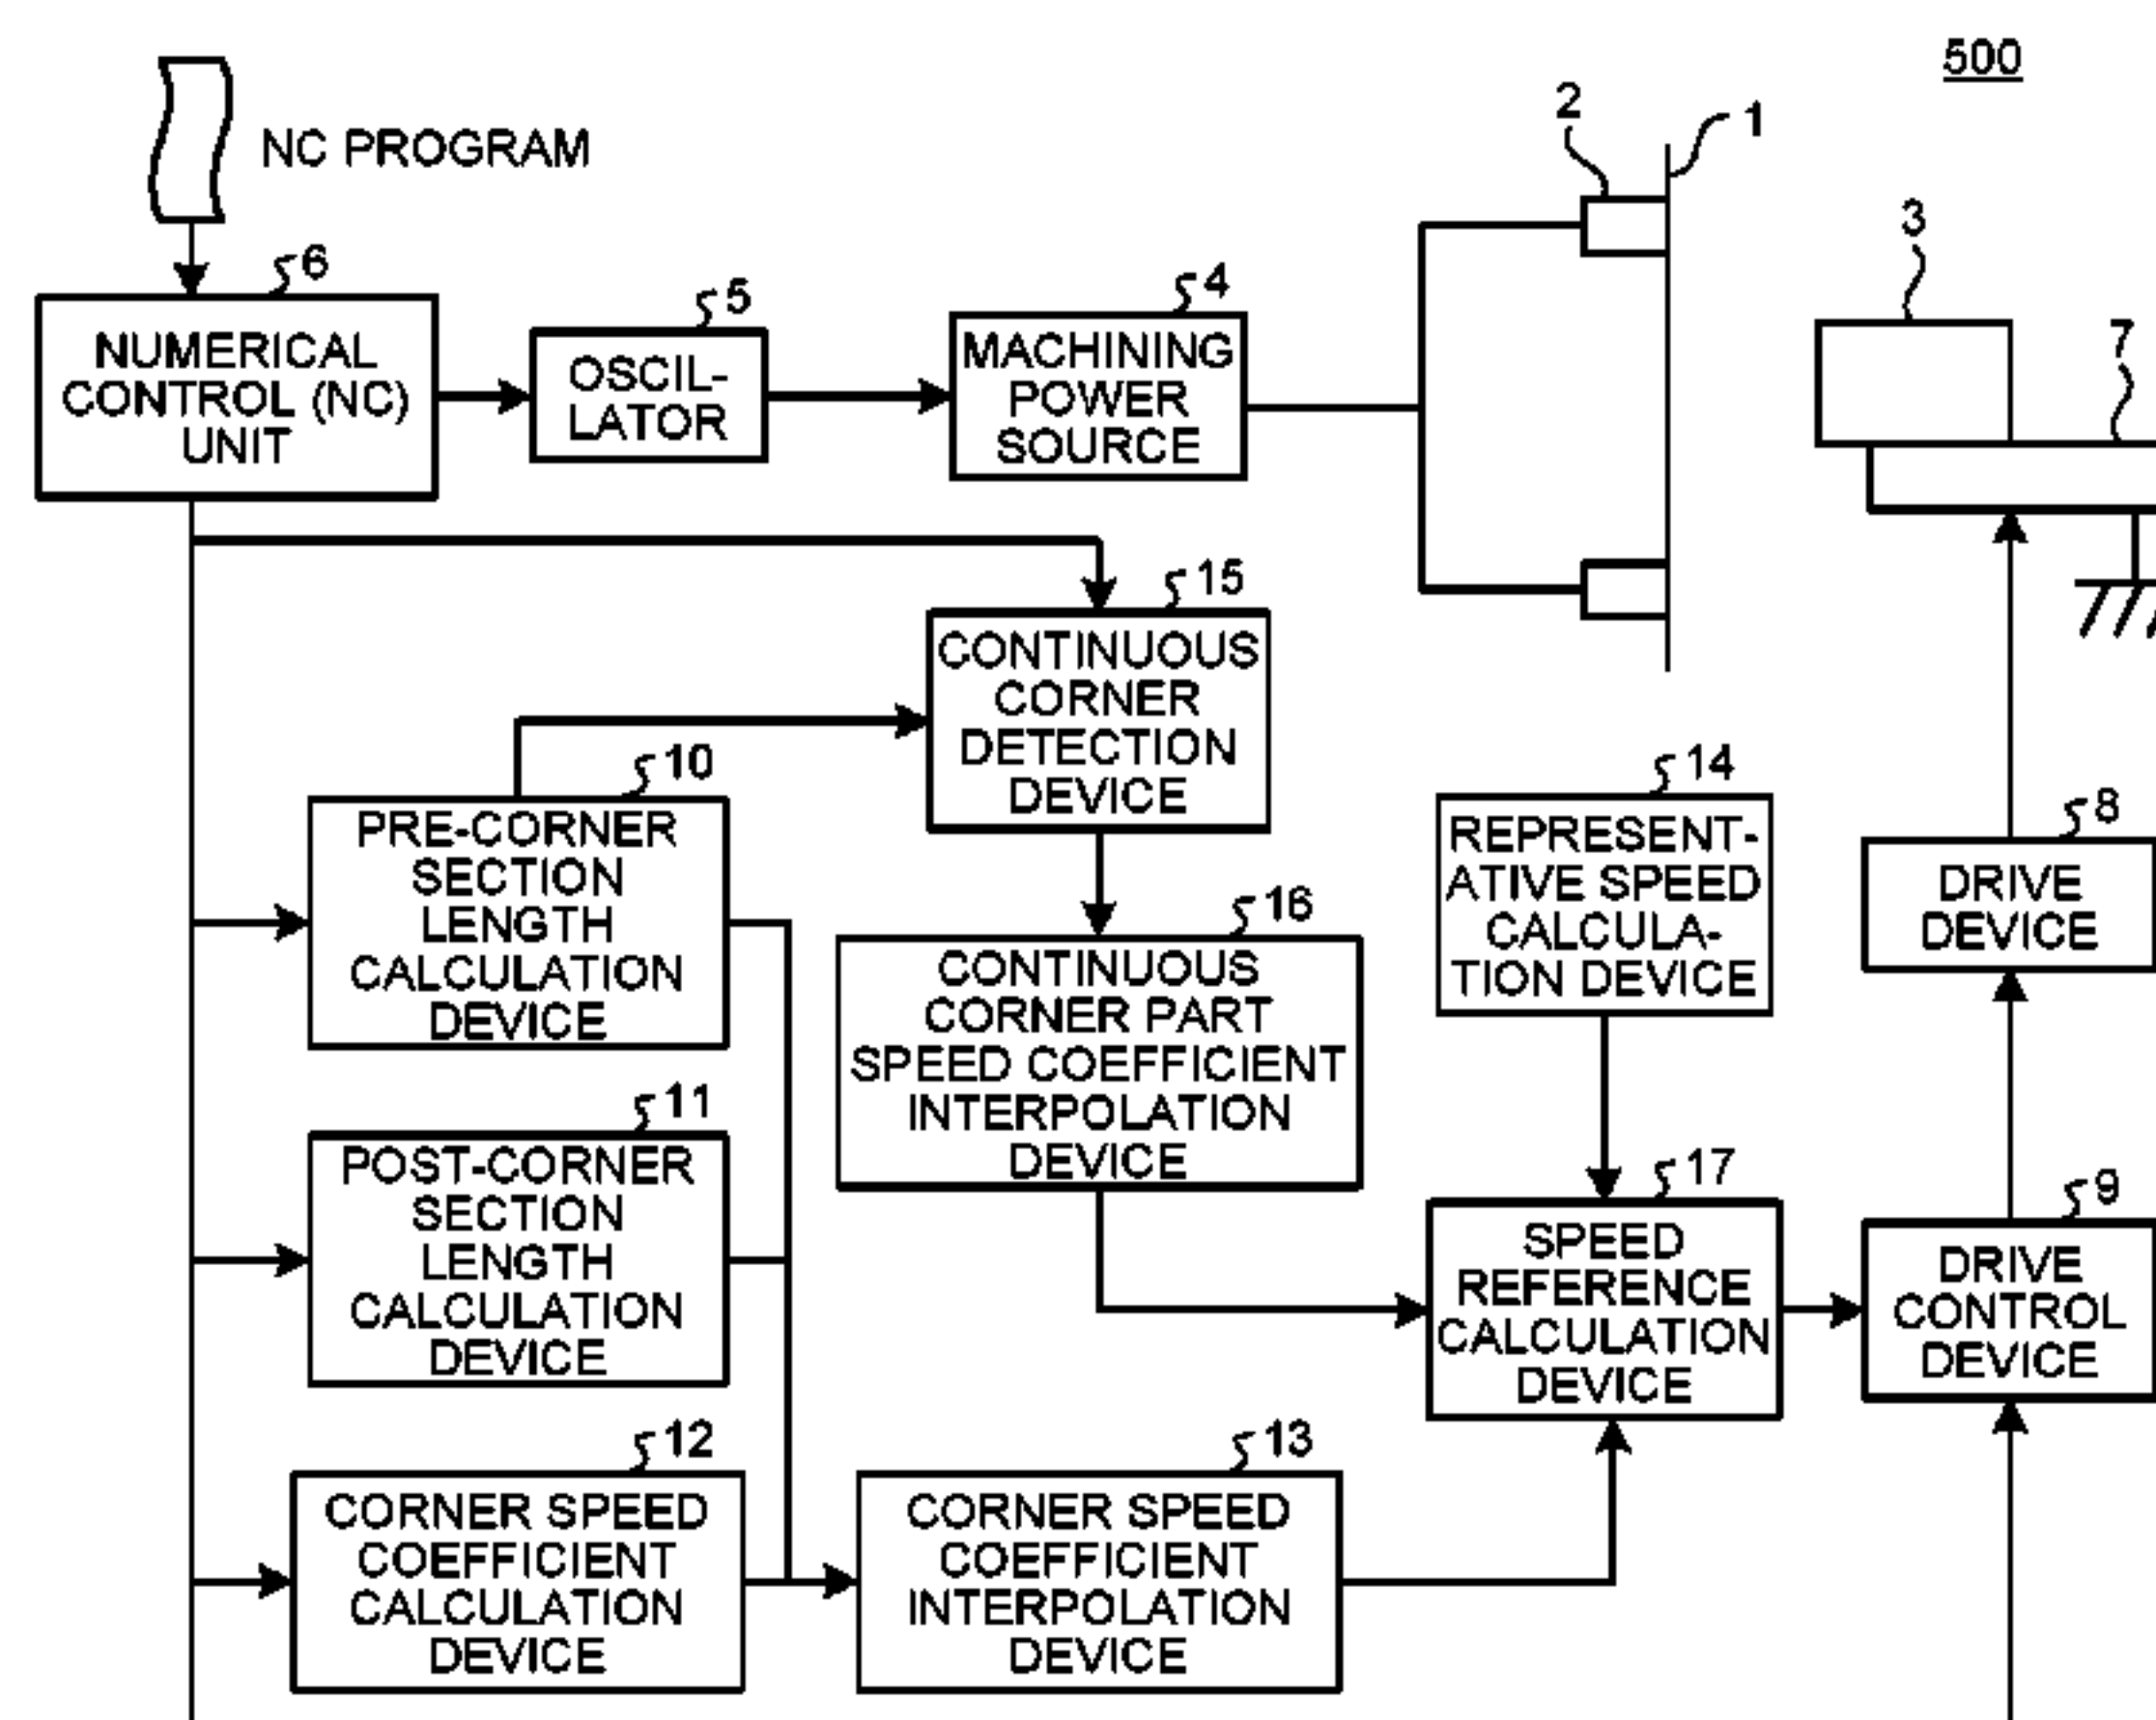 500
NC PROGRAM
2
1
3
6
5
4
7
NUMERICAL
CONTROL (NC)
UNIT
OSCIL-
LATOR
MACHINING
POWER
SOURCE
15
CONTINUOUS
CORNER
DETECTION
DEVICE
10
PRE-CORNER
SECTION
LENGTH
CALCULATION
DEVICE
14
REPRESENT-
ATIVE SPEED
CALCULA-
TION DEVICE
8
DRIVE
DEVICE
16
CONTINUOUS
CORNER PART
SPEED COEFFICIENT
INTERPOLATION
DEVICE
11
POST-CORNER
SECTION
LENGTH
CALCULATION
DEVICE
17
SPEED
REFERENCE
CALCULATION
DEVICE
9
DRIVE
CONTROL
DEVICE
12
CORNER SPEED
COEFFICIENT
CALCULATION
DEVICE
13
CORNER SPEED
COEFFICIENT
INTERPOLATION
DEVICE